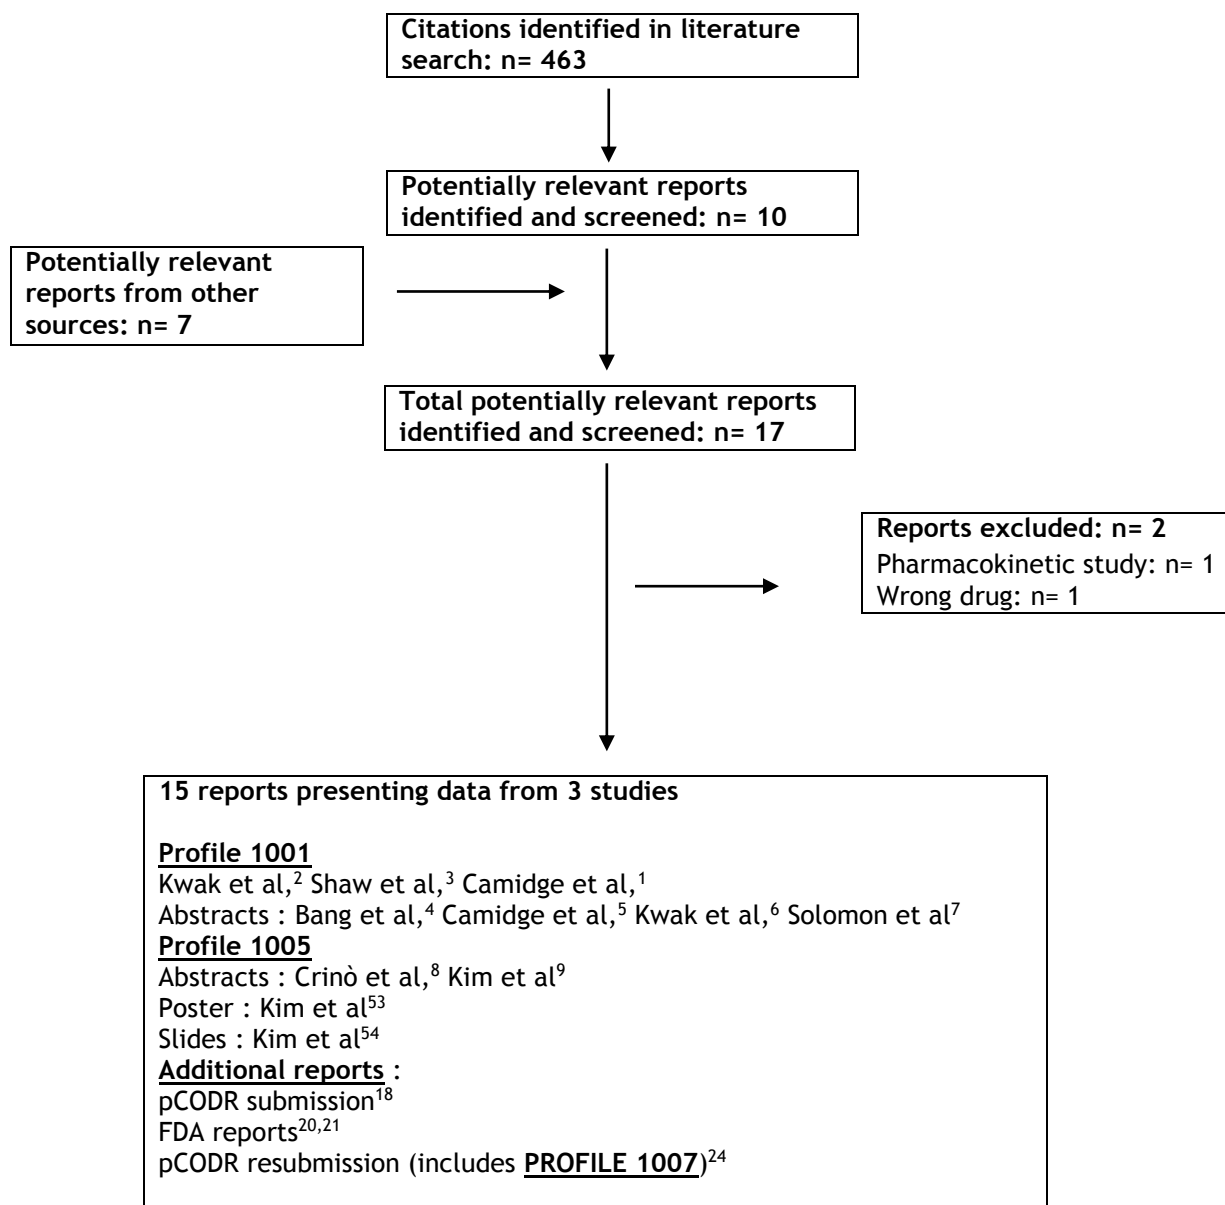 Citations identified in literature
search: n= 463
Potentially relevant reports
identified and screened: n= 10
Potentially relevant
reports from other
sources: n= 7
Total potentially relevant reports
identified and screened: n= 17
Reports excluded: n= 2
Pharmacokinetic study: n= 1
Wrong drug: n= 1
15 reports presenting data from 3 studies
Profile 1001
Kwak et al,2 Shaw et al,3 Camidge et al,1
Abstracts : Bang et al,4 Camidge et al,5 Kwak et al,6 Solomon et al7
Profile 1005
Abstracts : Crinò et al,8 Kim et al9
Poster : Kim et al53
Slides : Kim et al54
Additional reports :
pCODR submission18
FDA reports20,21
pCODR resubmission (includes PROFILE 1007)24